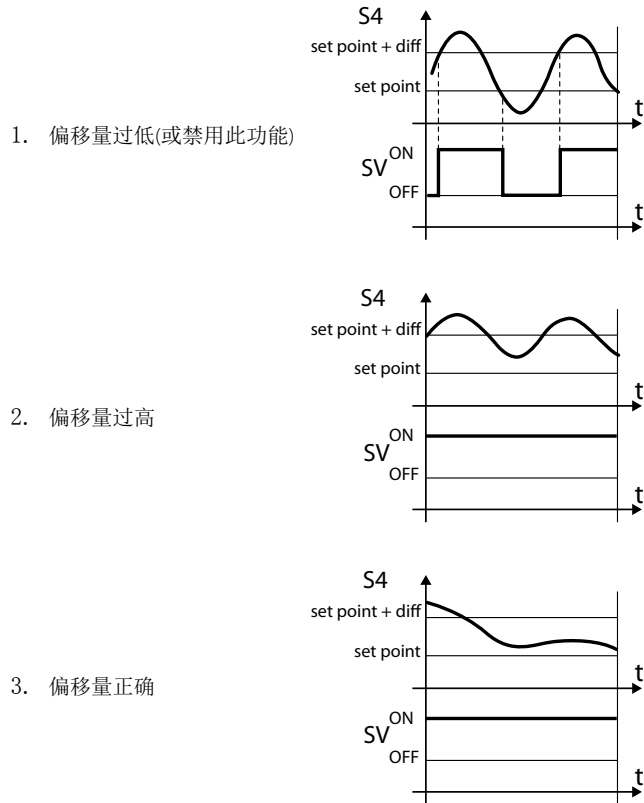 S4
set point + diff
set point
t
1. 偏移量过低(或禁用此功能)
SV
ON
OFF
t
S4
set point + diff
set point
t
2. 偏移量过高
SV
ON
OFF
t
S4
set point + diff
set point
t
3. 偏移量正确
SV
ON
OFF
t